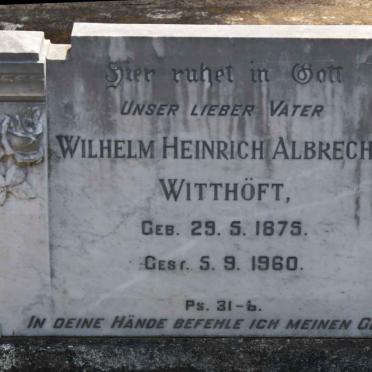 Hier ruhet in Gott
UNSER LIEBER VATER
WILHELM HEINRICH ALBRECH
WITTHÖFT,
GEB. 29. 5. 1875.
GEST. 5. 9. 1960.
PS. 31-6.
IN DEINE HÄNDE BEFEHLE ICH MEINEN G